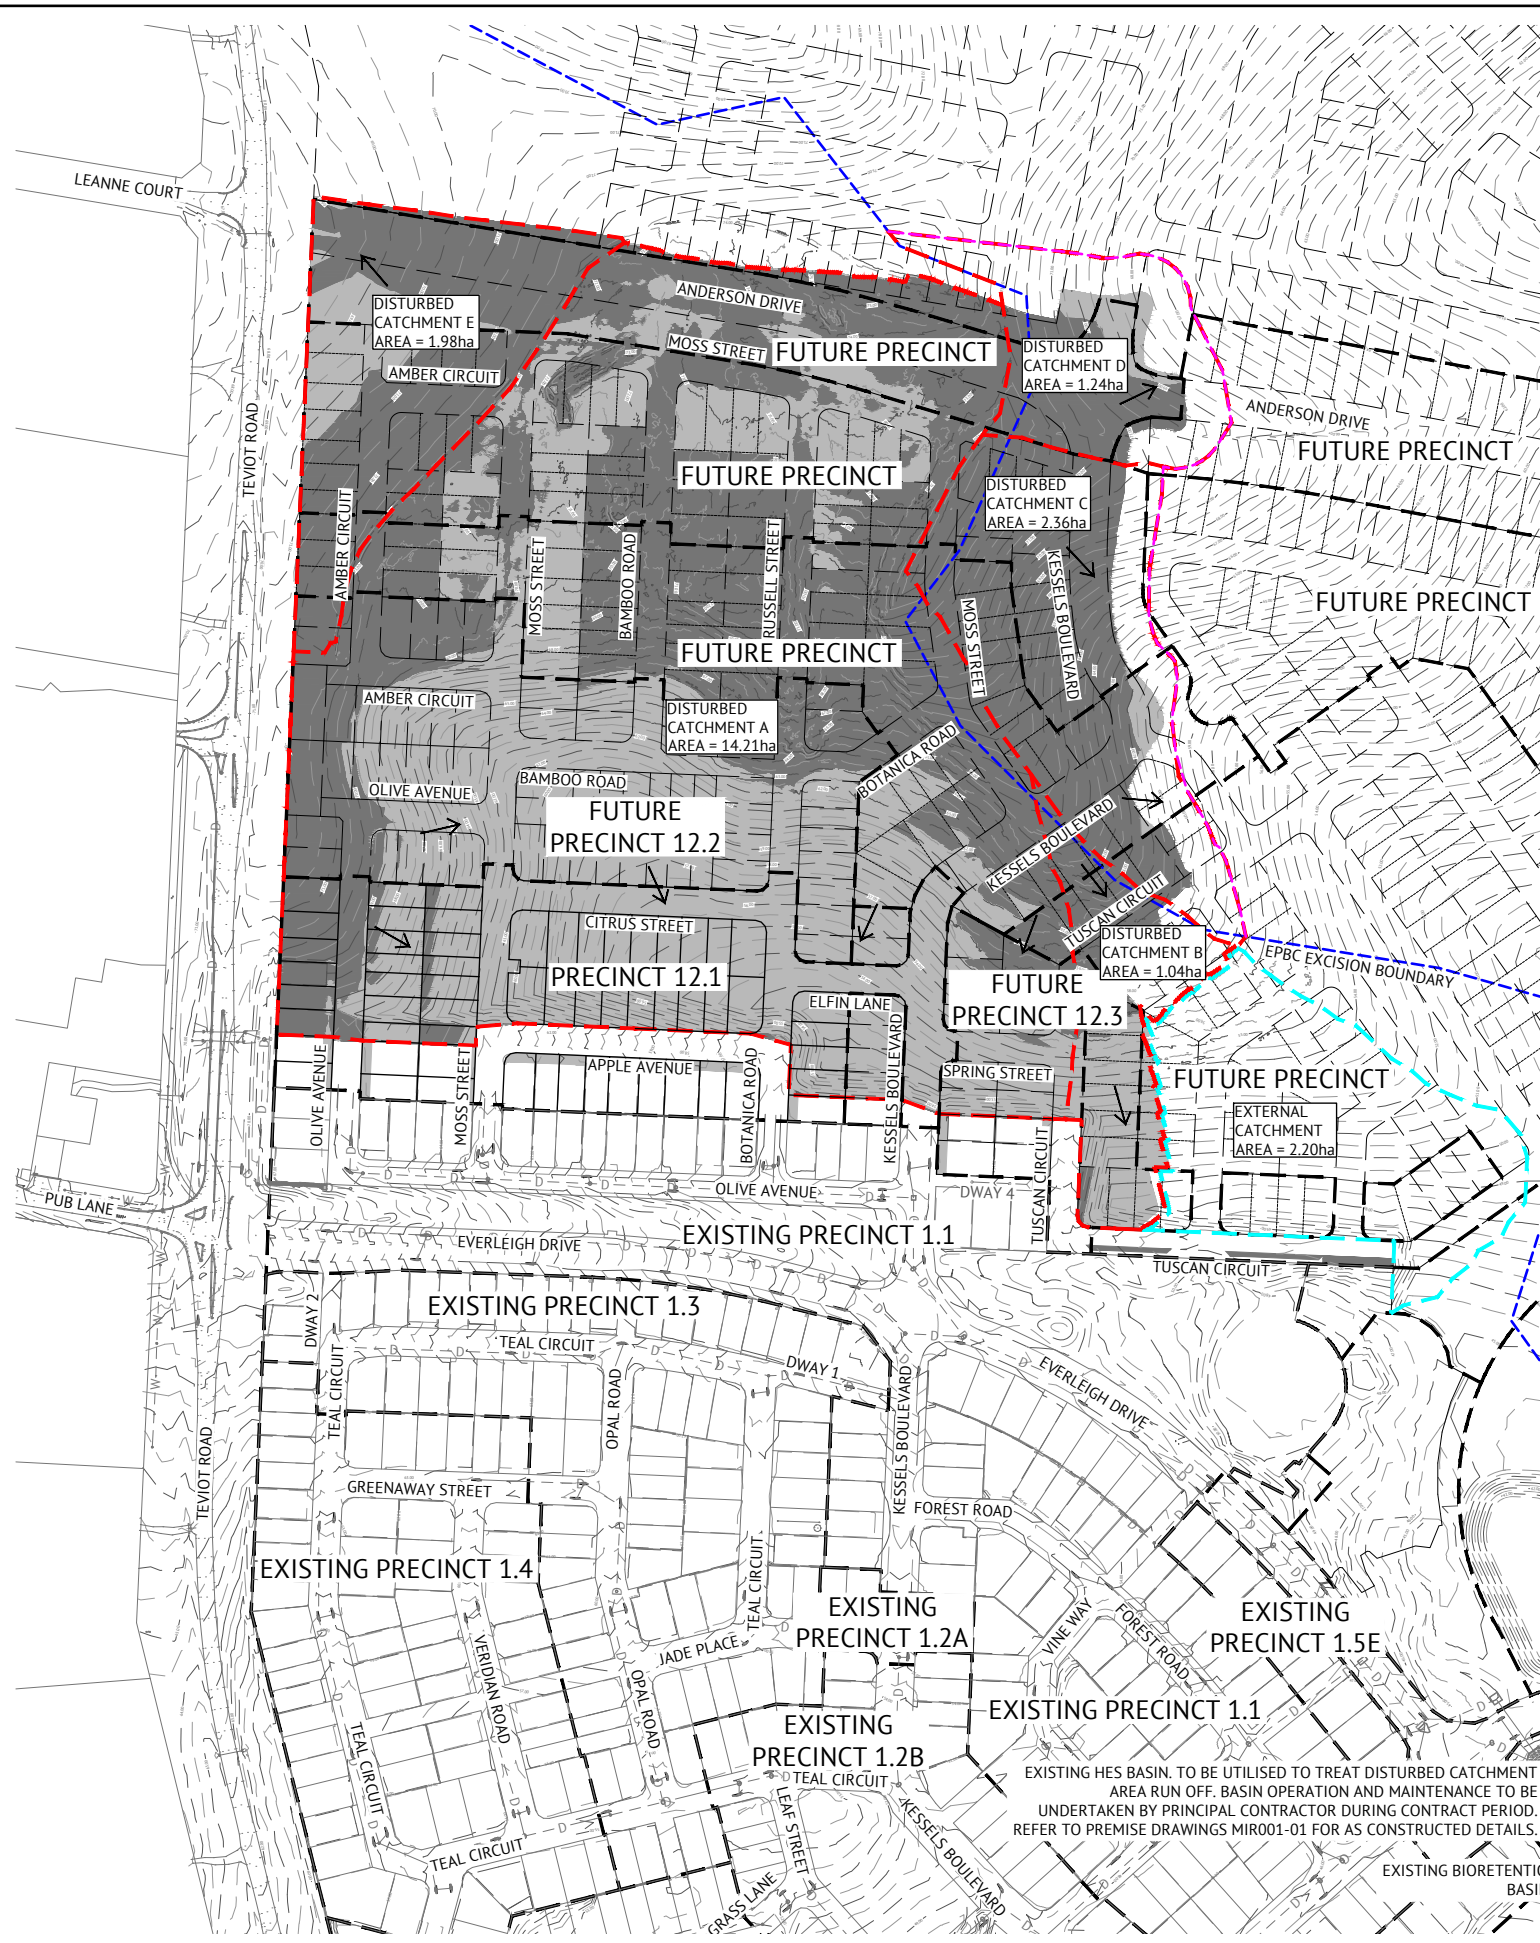 LEANNE COURT
TEVIOT ROAD
DISTURBED
CATCHMENT E
AREA = 1.98ha
ANDERSON DRIVE
MOSS STREET
FUTURE PRECINCT
DISTURBED
CATCHMENT D
AREA = 1.24ha
AMBER CIRCUIT
ANDERSON DRIVE
FUTURE PRECINCT
FUTURE PRECINCT
DISTURBED
CATCHMENT C
AREA = 2.36ha
AMBER CIRCUIT
MOSS STREET
BAMBOO ROAD
RUSSELL STREET
KESSELS BOULEVARD
MOSS STREET
FUTURE PRECINCT
FUTURE PRECINCT
AMBER CIRCUIT
DISTURBED
CATCHMENT A
AREA = 14.21ha
BOTANICA ROAD
OLIVE AVENUE
BAMBOO ROAD
FUTURE
PRECINCT 12.2
KESSELS BOULEVARD
TUSCAN CIRCUIT
CITRUS STREET
DISTURBED
CATCHMENT B
AREA = 1.04ha
EPBC EXCISION BOUNDARY
PRECINCT 12.1
ELFIN LANE
FUTURE
PRECINCT 12.3
OLIVE AVENUE
MOSS STREET
APPLE AVENUE
BOTANICA ROAD
KESSELS BOULEVARD
SPRING STREET
FUTURE PRECINCT
EXTERNAL
CATCHMENT
AREA = 2.20ha
TUSCAN CIRCUIT
PUB LANE
OLIVE AVENUE
DWAY 4
EVERLEIGH DRIVE
EXISTING PRECINCT 1.1
TUSCAN CIRCUIT
DWAY 2
EXISTING PRECINCT 1.3
TEAL CIRCUIT
DWAY 1
TEAL CIRCUIT
OPAL ROAD
KESSELS BOULEVARD
EVERLEIGH DRIVE
TEVIOT ROAD
GREENAWAY STREET
FOREST ROAD
EXISTING PRECINCT 1.4
TEAL CIRCUIT
EXISTING
PRECINCT 1.2A
VINE WAY
FOREST ROAD
EXISTING
PRECINCT 1.5E
VERIDIAN ROAD
JADE PLACE
OPAL ROAD
EXISTING PRECINCT 1.1
EXISTING
PRECINCT 1.2B
TEAL CIRCUIT
TEAL CIRCUIT
LEAF STREET
KESSELS BOULEVARD
TEAL CIRCUIT
GRASS LANE
EXISTING HES BASIN. TO BE UTILISED TO TREAT DISTURBED CATCHMENT
AREA RUN OFF. BASIN OPERATION AND MAINTENANCE TO BE
UNDERTAKEN BY PRINCIPAL CONTRACTOR DURING CONTRACT PERIOD.
REFER TO PREMISE DRAWINGS MIR001-01 FOR AS CONSTRUCTED DETAILS.
EXISTING BIORETENTIO
BASI